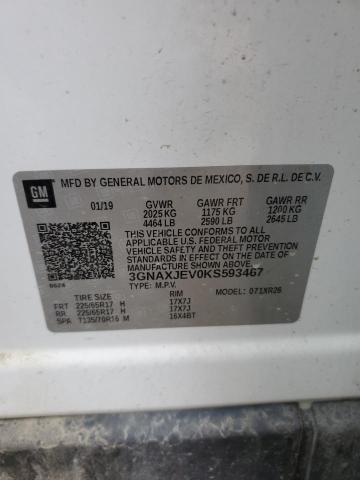 GM
MFD BY GENERAL MOTORS DE MEXICO, S. DE R.L. DE C.V.
01/19 GVWR GAWR FRT GAWR RR
2025 KG 1175 KG 1200 KG
4464 LB 2590 LB 2645 LB
THIS VEHICLE CONFORMS TO ALL
APPLICABLE U.S. FEDERAL MOTOR
VEHICLE SAFETY AND THEFT PREVENTION
STANDARDS IN EFFECT ON THE DATE OF
MANUFACTURE SHOWN ABOVE.
3GNAXJEV0KS593467
0624 TYPE: M.P.V. MODEL: 071XR26
TIRE SIZE RIM
FRT 225/65R17 H 17X7J
RR 225/65R17 H 17X7J
SPA T135/70R16 M 16X4BT